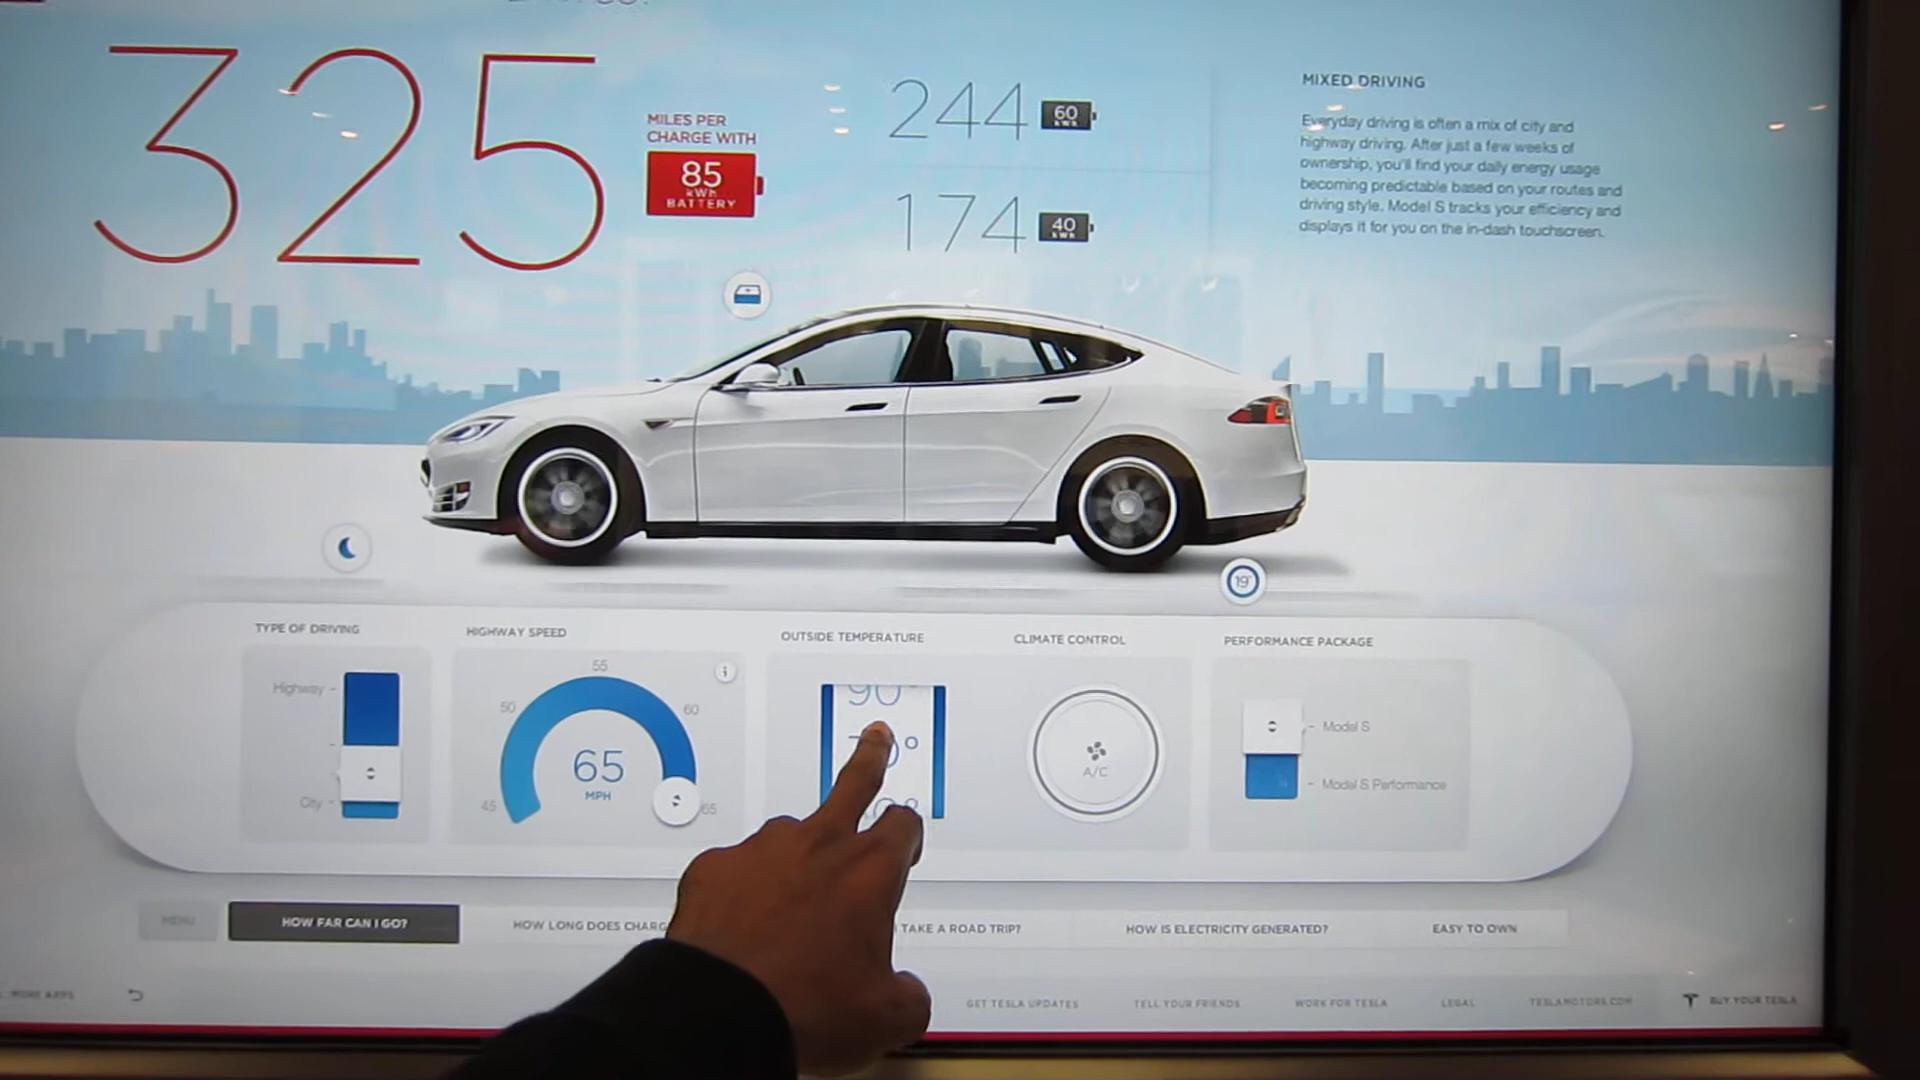 325
MILES PER
CHARGE WITH
85
kWh
BATTERY
244
60
kWh
174
40
kWh
MIXED DRIVING
Everyday driving is often a mix of city and
highway driving. After just a few weeks of
ownership, you'll find your daily energy usage
becoming predictable based on your routes and
driving style. Model S tracks your efficiency and
displays it for you on the in-dash touchscreen.
19"
TYPE OF DRIVING
Highway
City
HIGHWAY SPEED
45
50
55
60
65
65
MPH
i
OUTSIDE TEMPERATURE
90°
CLIMATE CONTROL
A/C
PERFORMANCE PACKAGE
Model S
Model S Performance
MENU
HOW FAR CAN I GO?
HOW LONG DOES
TAKE A ROAD TRIP?
HOW IS ELECTRICITY GENERATED?
EASY TO OWN
MORE APPS
GET TESLA UPDATES
TELL YOUR FRIENDS
WORK FOR TESLA
LEGAL
TESLAMOTORS.COM
BUY YOUR TESLA